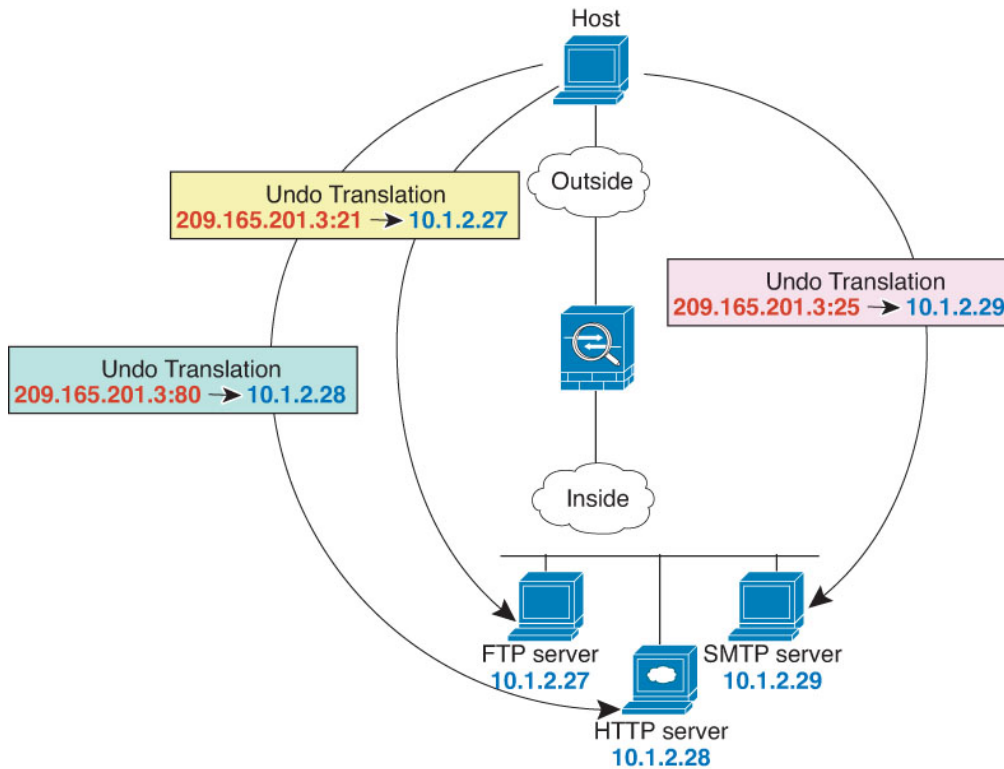 Host
Outside
Undo Translation
209.165.201.3:21 → 10.1.2.27
Undo Translation
209.165.201.3:25 → 10.1.2.29
Undo Translation
209.165.201.3:80 → 10.1.2.28
Inside
FTP server
10.1.2.27
SMTP server
10.1.2.29
HTTP server
10.1.2.28